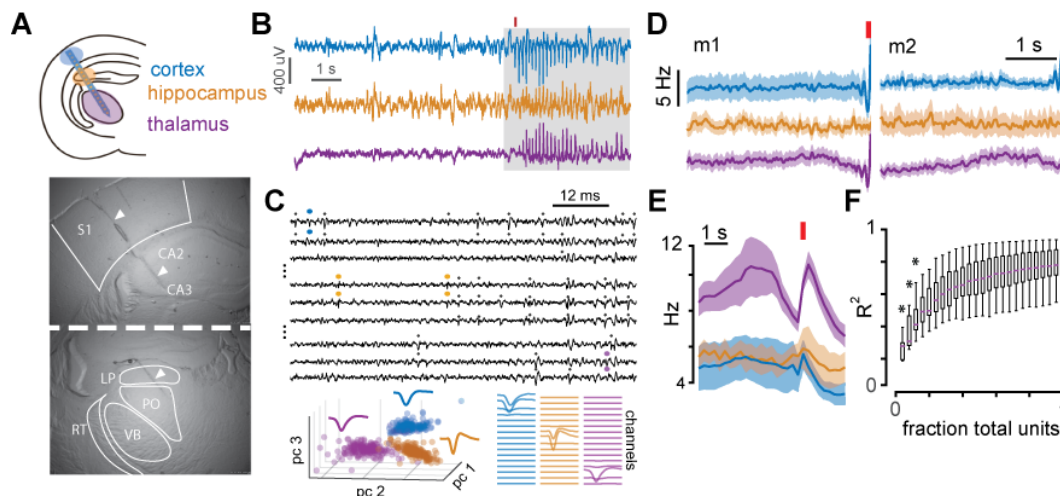 A
cortex
hippocampus
thalamus
S1
CA2
CA3
LP
PO
RT
VB
B
400 uV
1 s
C
12 ms
pc 3
pc 2
pc 1
channels
D
m1
m2
1 s
5 Hz
E
1 s
12
Hz
4
F
1
R²
0
0
fraction total units
* * *